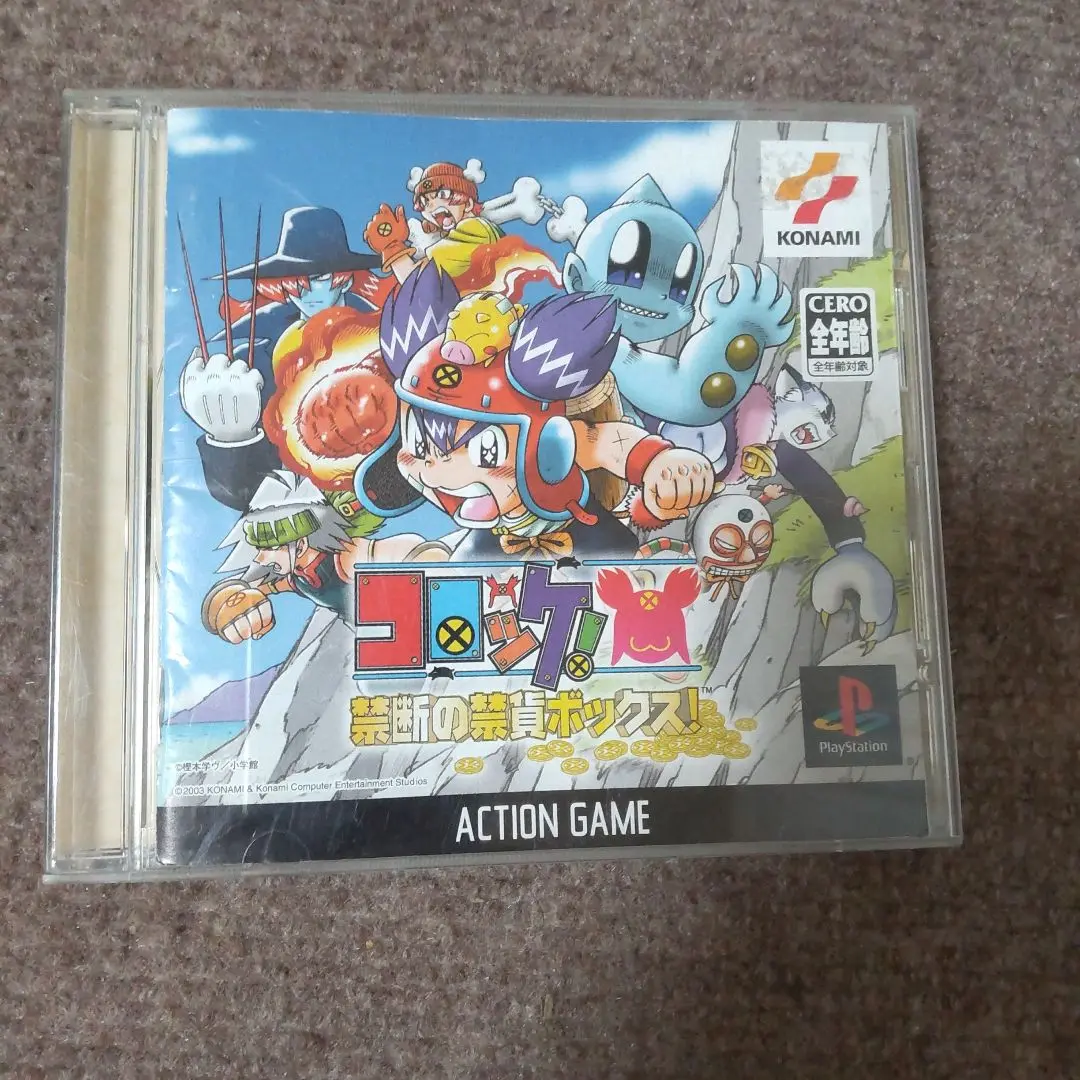 KONAMI
CERO
全年齢
全年齢対象
コロッケ!
禁断の禁貨ボックス!™
PlayStation
©樫本学ヴ/小学館
©2003 KONAMI & Konami Computer Entertainment Studios
ACTION GAME